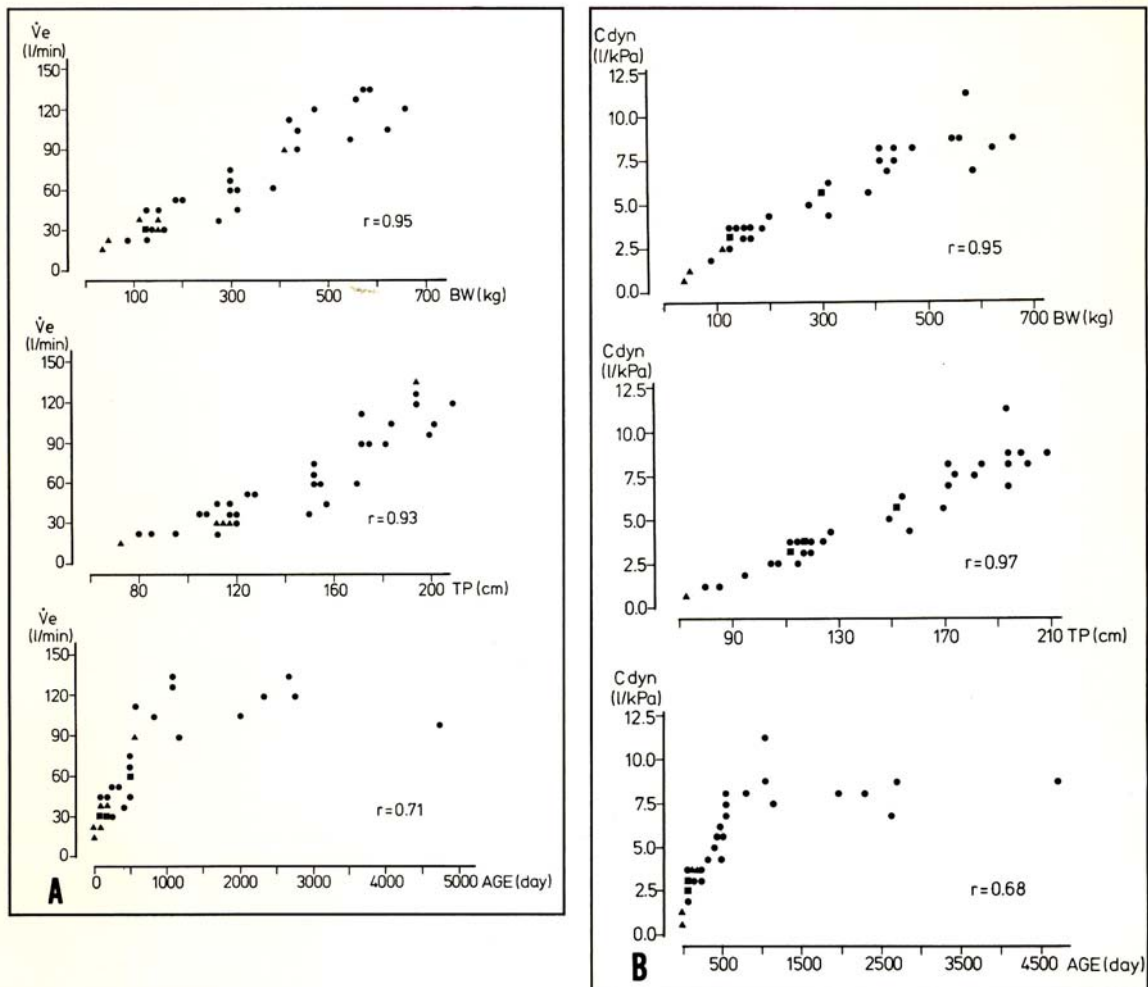 V̇e
(l/min)
150
120
90
60
30
0
r=0.95
100 300 500 700 BW(kg)
V̇e
(l/min)
150
120
90
60
30
0
r=0.93
80 120 160 200 TP(cm)
V̇e
(l/min)
150
120
90
60
30
0
r=0.71
0 1000 2000 3000 4000 5000 AGE(day)
A
C dyn
(l/kPa)
12.5
10.0
7.5
5.0
2.5
0.0
r=0.95
100 300 500 700 BW(kg)
C dyn
(l/kPa)
12.5
10.0
7.5
5.0
2.5
0.0
r=0.97
90 130 170 210 TP(cm)
C dyn
(l/kPa)
12.5
10.0
7.5
5.0
2.5
0.0
r=0.68
500 1500 2500 3500 4500 AGE(day)
B